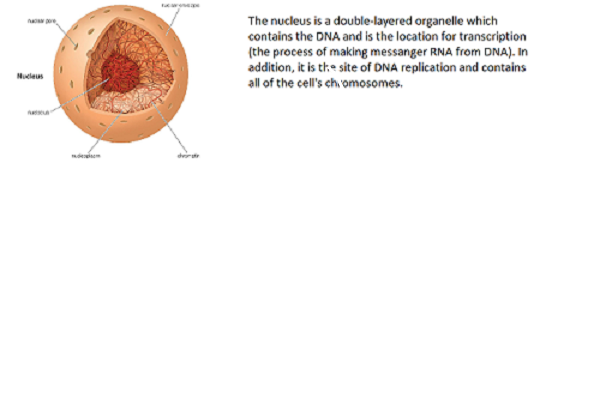 nuclear envelope
nuclear pore
Nucleus
nucleolus
nucleoplasm
chromatin
The nucleus is a double-layered organelle which
contains the DNA and is the location for transcription
(the process of making messanger RNA from DNA). In
addition, it is the site of DNA replication and contains
all of the cell's chromosomes.